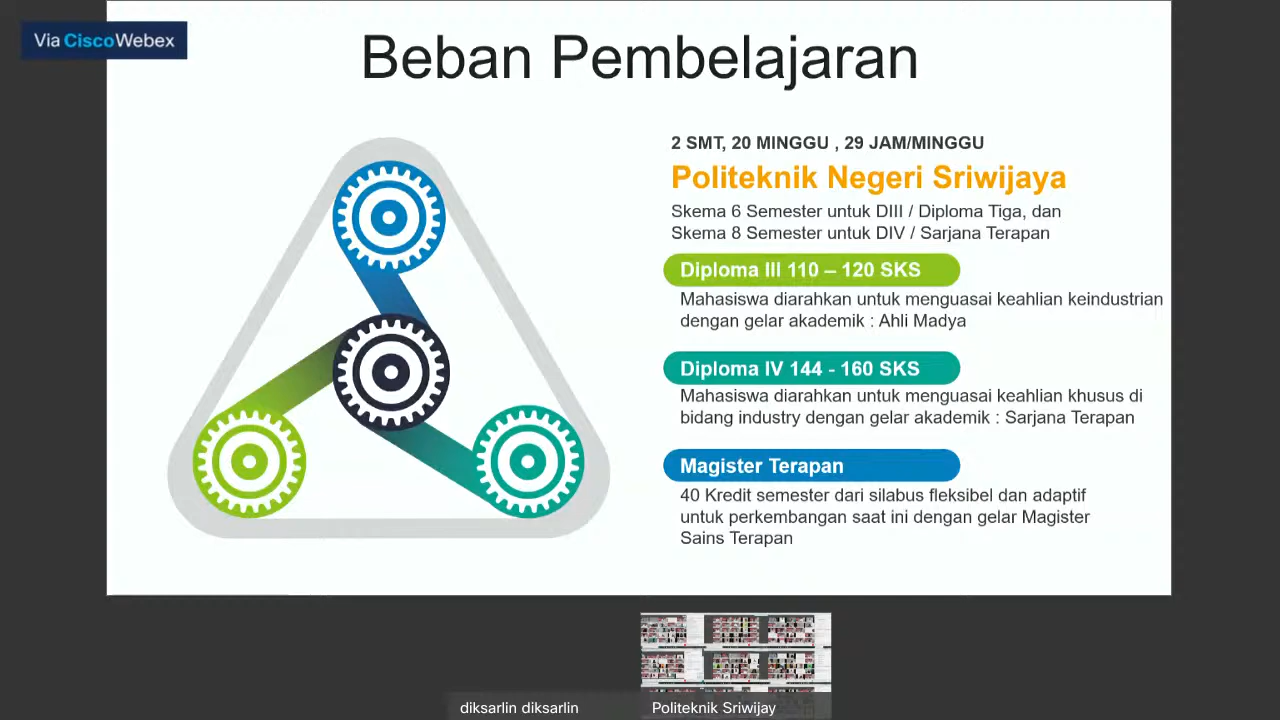 Via CiscoWebex
Beban Pembelajaran
2 SMT, 20 MINGGU , 29 JAM/MINGGU
Politeknik Negeri Sriwijaya
Skema 6 Semester untuk DIII / Diploma Tiga, dan
Skema 8 Semester untuk DIV / Sarjana Terapan
Diploma III 110 – 120 SKS
Mahasiswa diarahkan untuk menguasai keahlian keindustrian
dengan gelar akademik : Ahli Madya
Diploma IV 144 - 160 SKS
Mahasiswa diarahkan untuk menguasai keahlian khusus di
bidang industry dengan gelar akademik : Sarjana Terapan
Magister Terapan
40 Kredit semester dari silabus fleksibel dan adaptif
untuk perkembangan saat ini dengan gelar Magister
Sains Terapan
diksarlin diksarlin
Politeknik Sriwijay